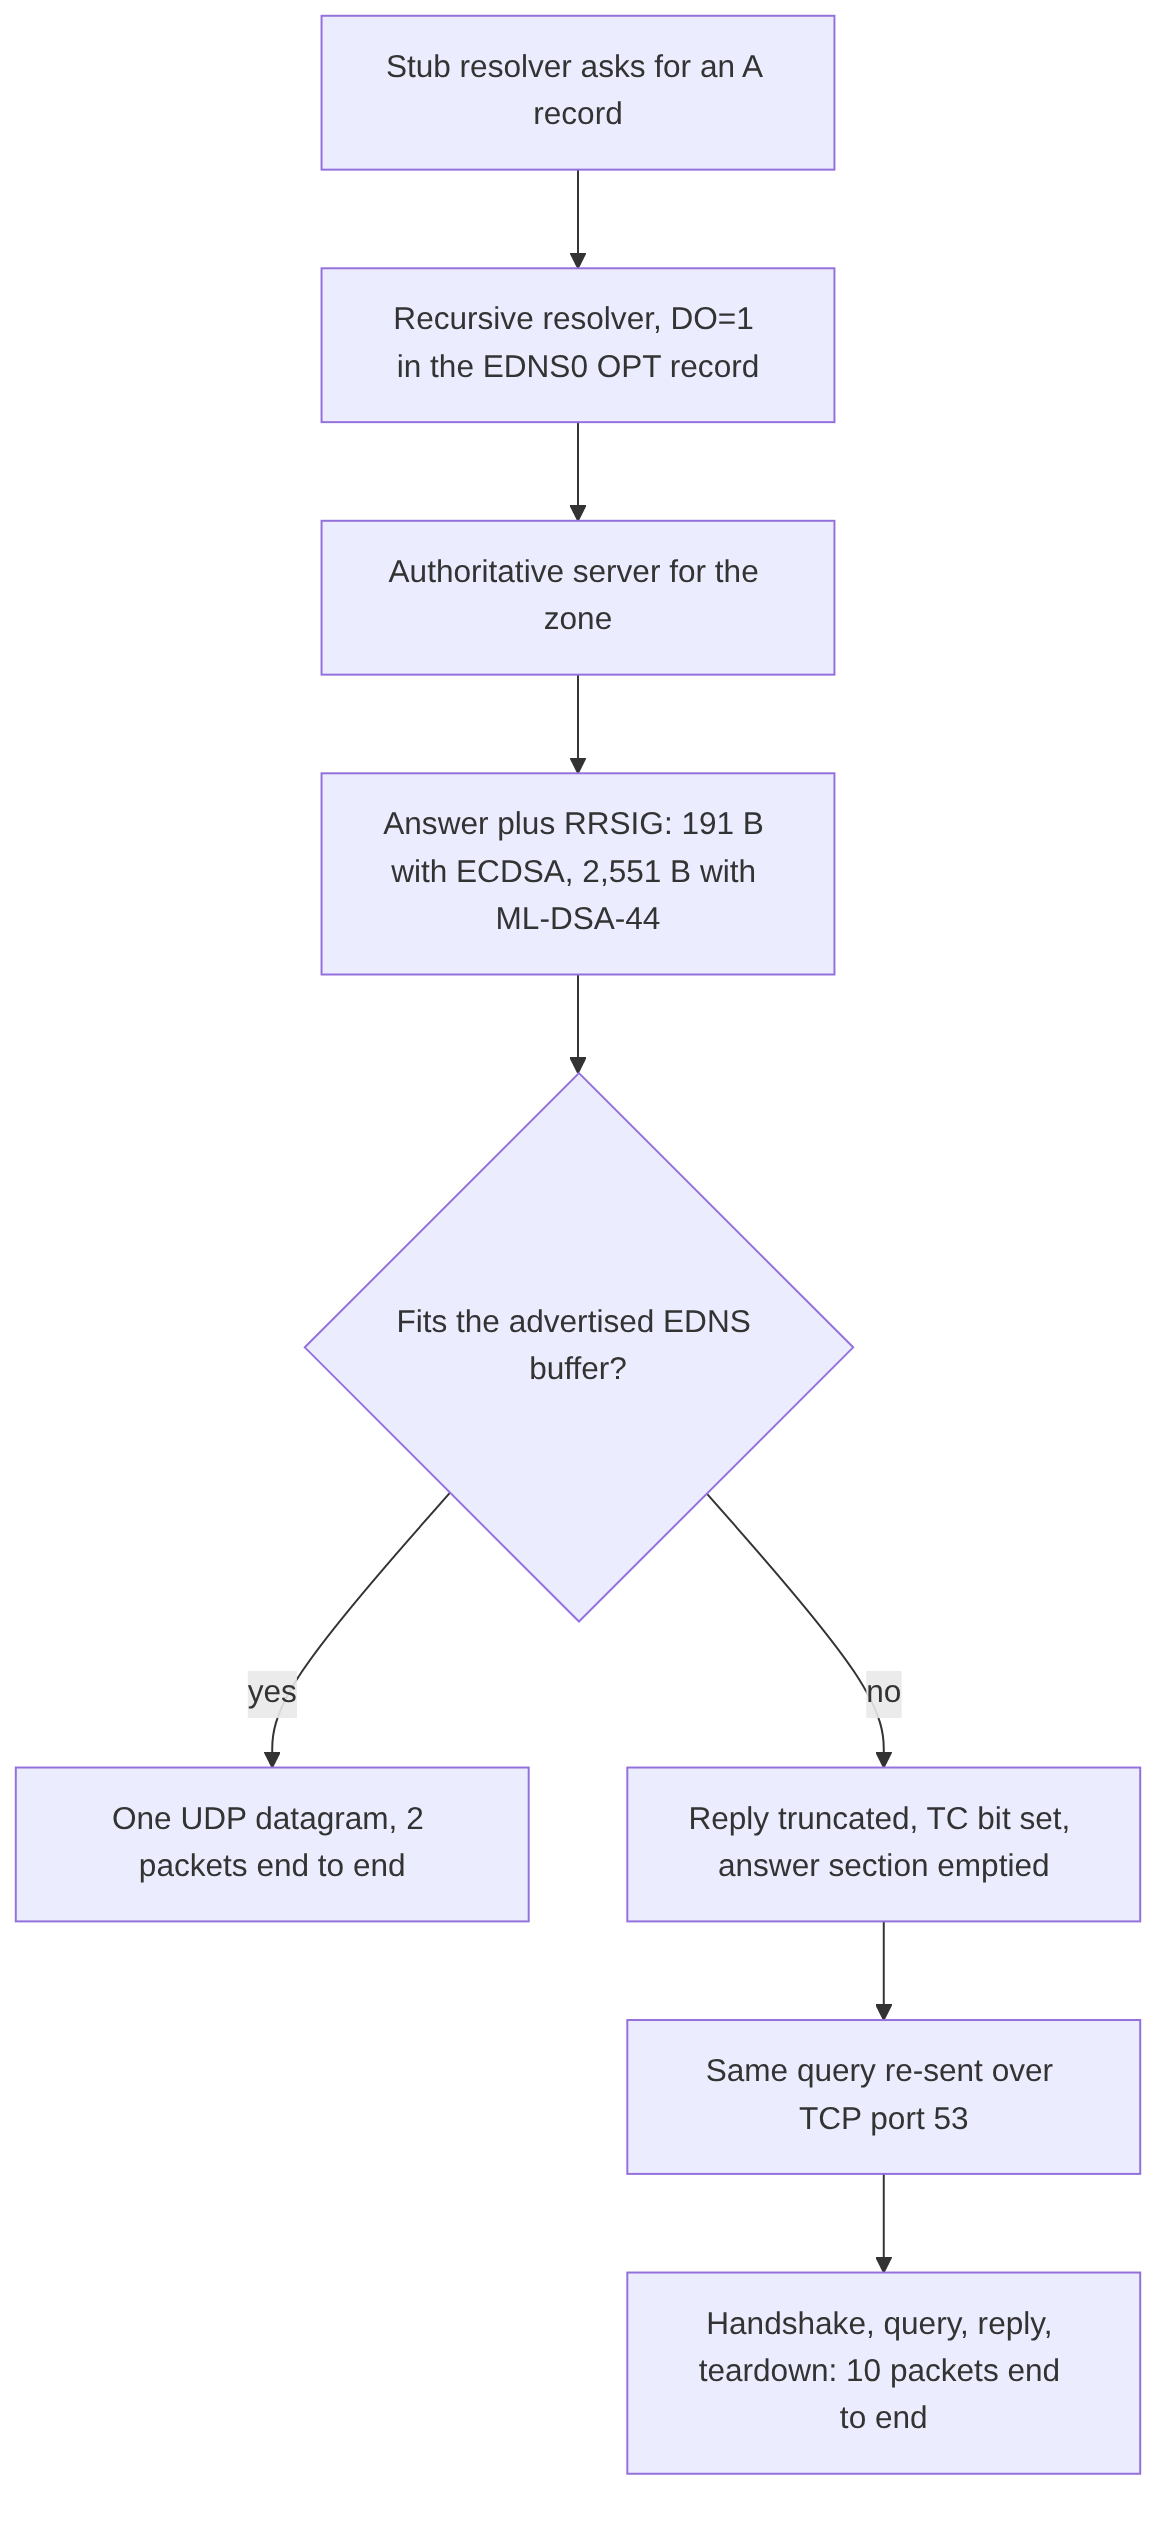 Stub resolver asks for an A
record
Recursive resolver, DO=1
in the EDNS0 OPT record
Authoritative server for the
zone
Answer plus RRSIG: 191 B
with ECDSA, 2,551 B with
ML-DSA-44
Fits the advertised EDNS
buffer?
yes
no
One UDP datagram, 2
packets end to end
Reply truncated, TC bit set,
answer section emptied
Same query re-sent over
TCP port 53
Handshake, query, reply,
teardown: 10 packets end
to end